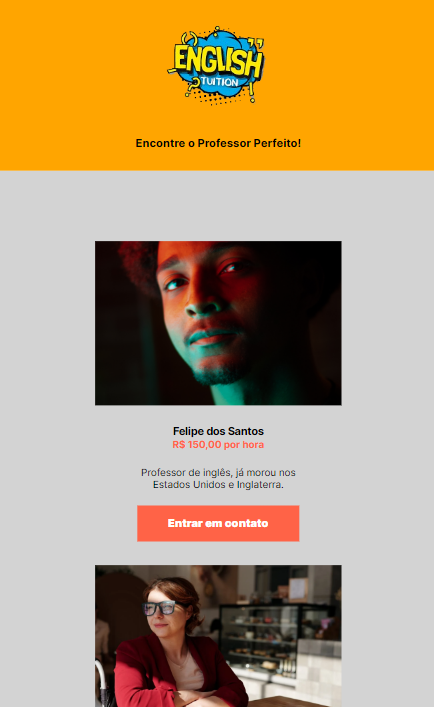 ENGLISH
TUITION
Encontre o Professor Perfeito!
Felipe dos Santos
R$ 150,00 por hora
Professor de inglês, já morou nos
Estados Unidos e Inglaterra.
Entrar em contato